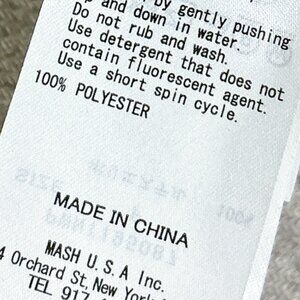 by gently pushing
and down in water.
Do not rub and wash.
Use detergent that does not
contain fluorescent agent.
Use a short spin cycle.
100% POLYESTER
MADE IN CHINA
MASH U.S.A Inc.
4 Orchard St, New York
TEL 917